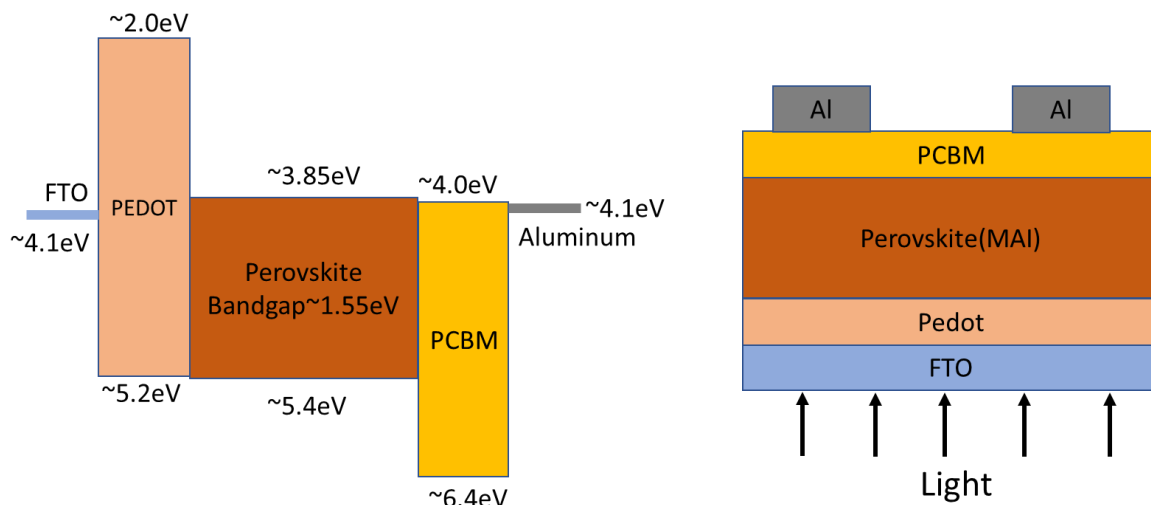 ~2.0eV
FTO
~4.1eV
PEDOT
~5.2eV
~3.85eV
Perovskite
Bandgap~1.55eV
~5.4eV
~4.0eV
PCBM
~6.4eV
~4.1eV
Aluminum
Al
Al
PCBM
Perovskite(MAI)
Pedot
FTO
Light